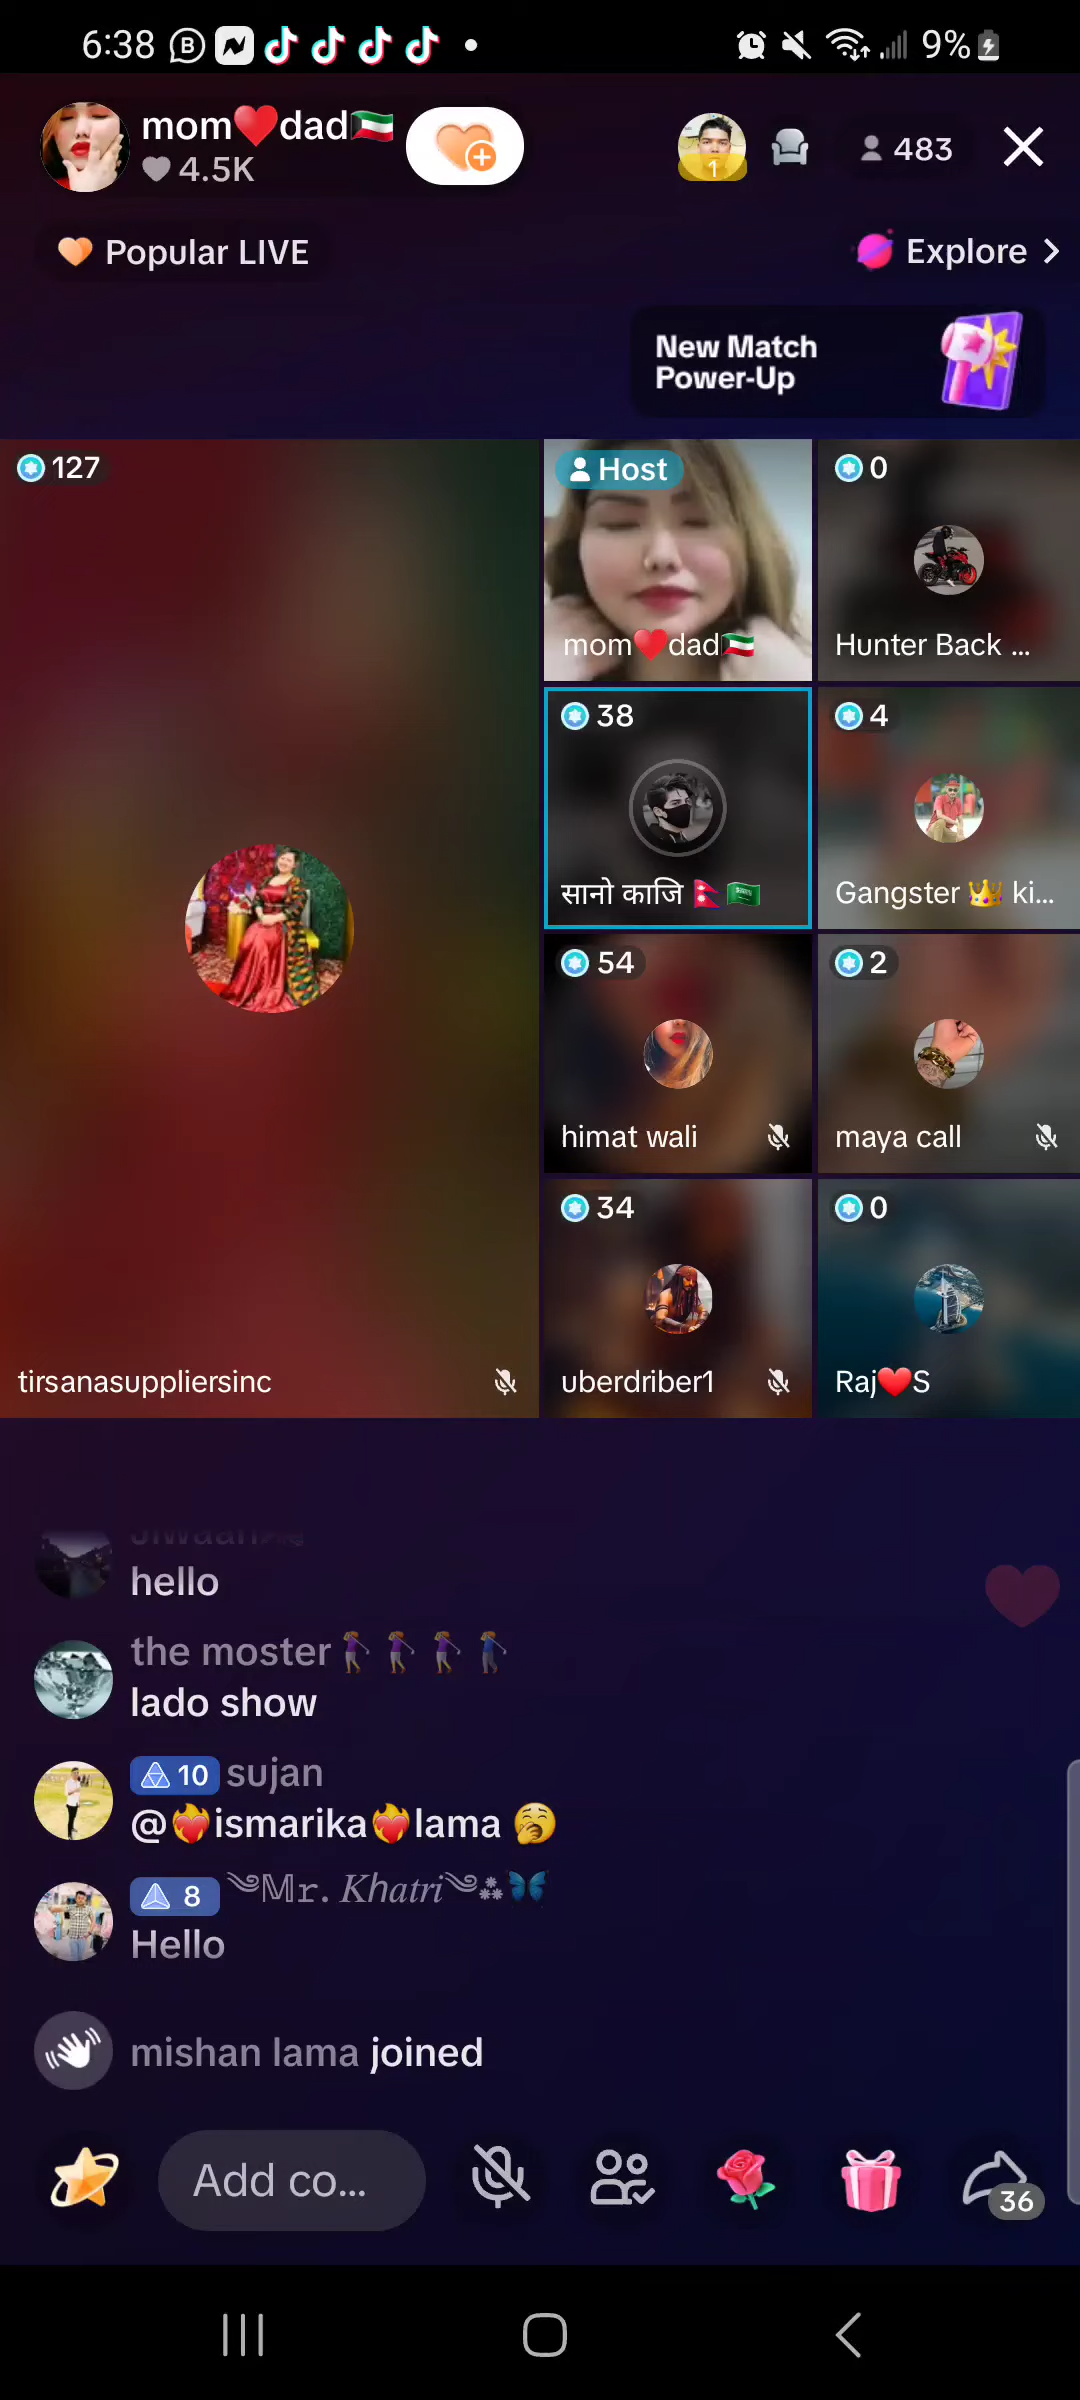 6:38
9%
mom❤️dad🇰🇼
4.5K
1
483
Popular LIVE
Explore
New Match
Power-Up
127
Host
mom❤️dad🇰🇼
0
Hunter Back ...
38
सानो काजि 🇳🇵🇸🇦
4
Gangster 👑 ki...
54
himat wali
2
maya call
tirsanasuppliersinc
34
uberdriber1
0
Raj❤️S
hello
the moster
lado show
10 sujan
@❤️‍🔥ismarika❤️‍🔥lama 🥱
8 ༄𝕄𝚛. 𝐾ℎ𝑎𝑡𝑟𝑖༄⁂🦋
Hello
mishan lama joined
Add co...
36